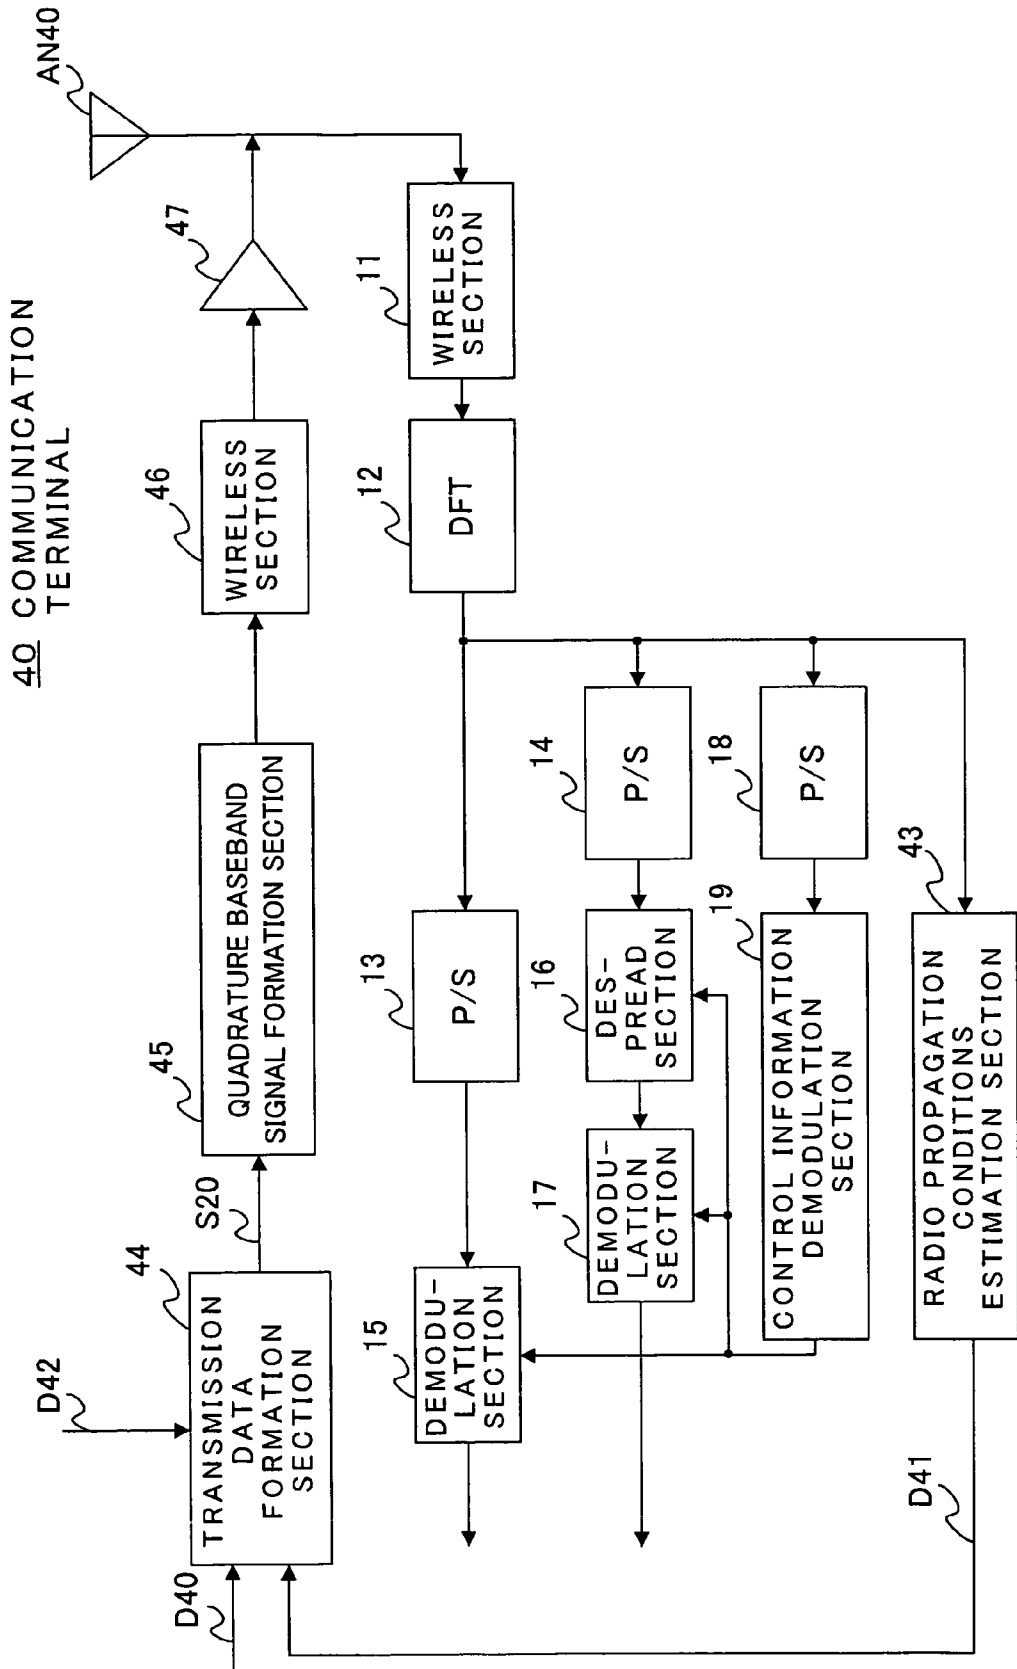 40 COMMUNICATION
TERMINAL
AN40
47
46
WIRELESS
SECTION
45
QUADRATURE BASEBAND
SIGNAL FORMATION SECTION
S20
44
TRANSMISSION
DATA
FORMATION
SECTION
D42
D40
11
WIRELESS
SECTION
12
DFT
13
P/S
15
DEMODU-
LATION
SECTION
14
P/S
16
DES-
PREAD
SECTION
17
DEMODU-
LATION
SECTION
18
P/S
19
CONTROL INFORMATION
DEMODULATION
SECTION
43
RADIO PROPAGATION
CONDITIONS
ESTIMATION SECTION
D41